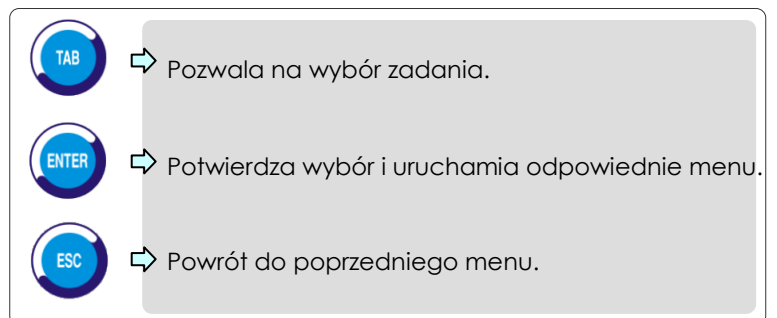 TAB
Pozwala na wybór zadania.
ENTER
Potwierdza wybór i uruchamia odpowiednie menu.
ESC
Powrót do poprzedniego menu.